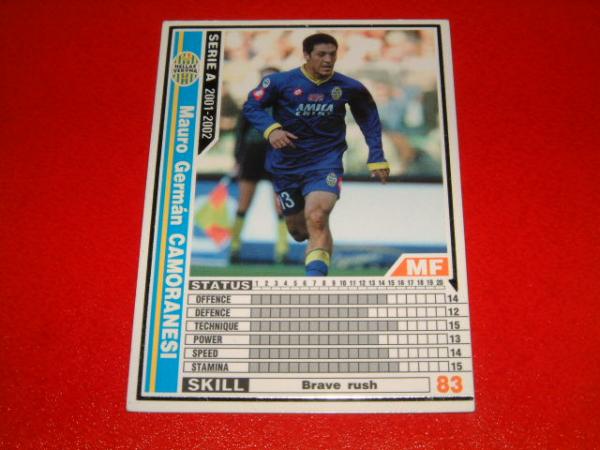 HELLAS
VERONA
SERIE A 2001-2002
Mauro Germán CAMORANESI
13
MF
STATUS 1 2 3 4 5 6 7 8 9 10 11 12 13 14 15 16 17 18 19 20
OFFENCE 14
DEFENCE 12
TECHNIQUE 15
POWER 13
SPEED 14
STAMINA 15
SKILL Brave rush 83